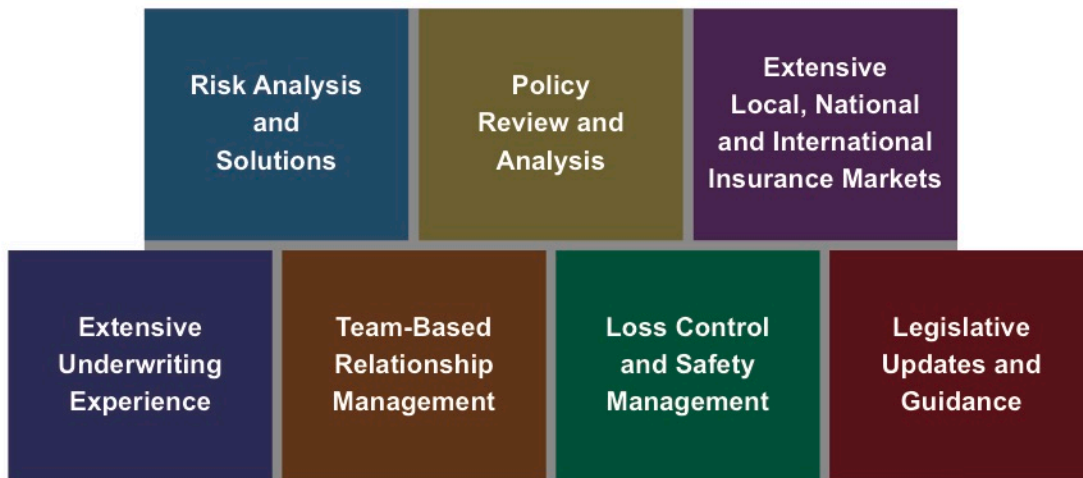 Risk Analysis
and
Solutions
Policy
Review and
Analysis
Extensive
Local, National
and International
Insurance Markets
Extensive
Underwriting
Experience
Team-Based
Relationship
Management
Loss Control
and Safety
Management
Legislative
Updates and
Guidance